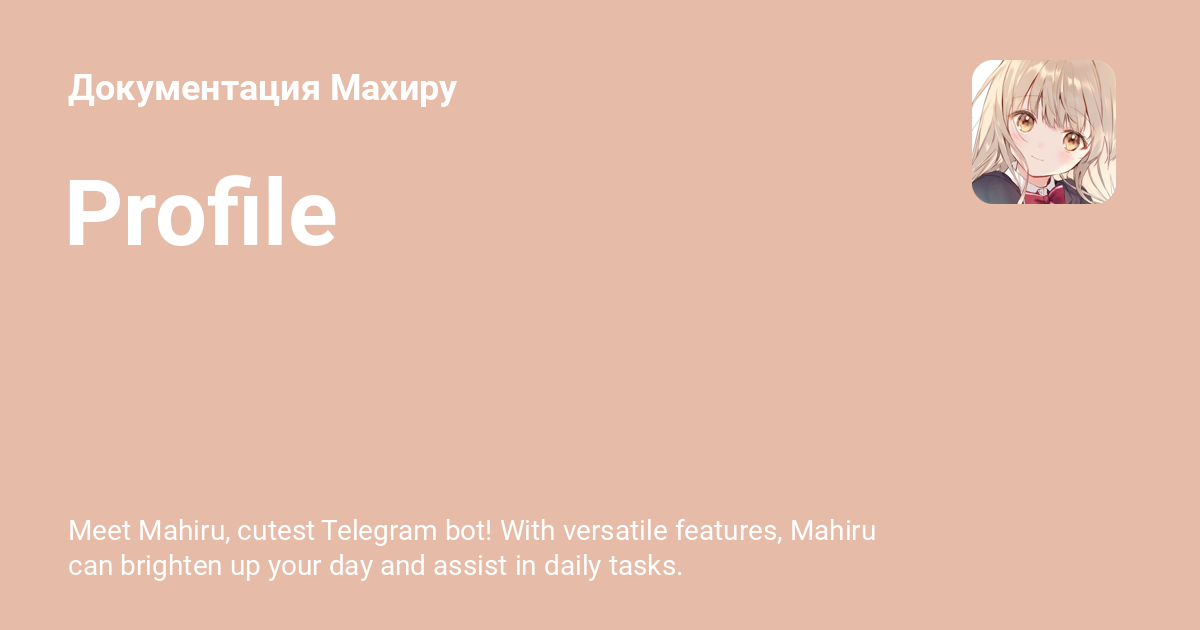 Документация Махиру
Profile
Meet Mahiru, cutest Telegram bot! With versatile features, Mahiru
can brighten up your day and assist in daily tasks.